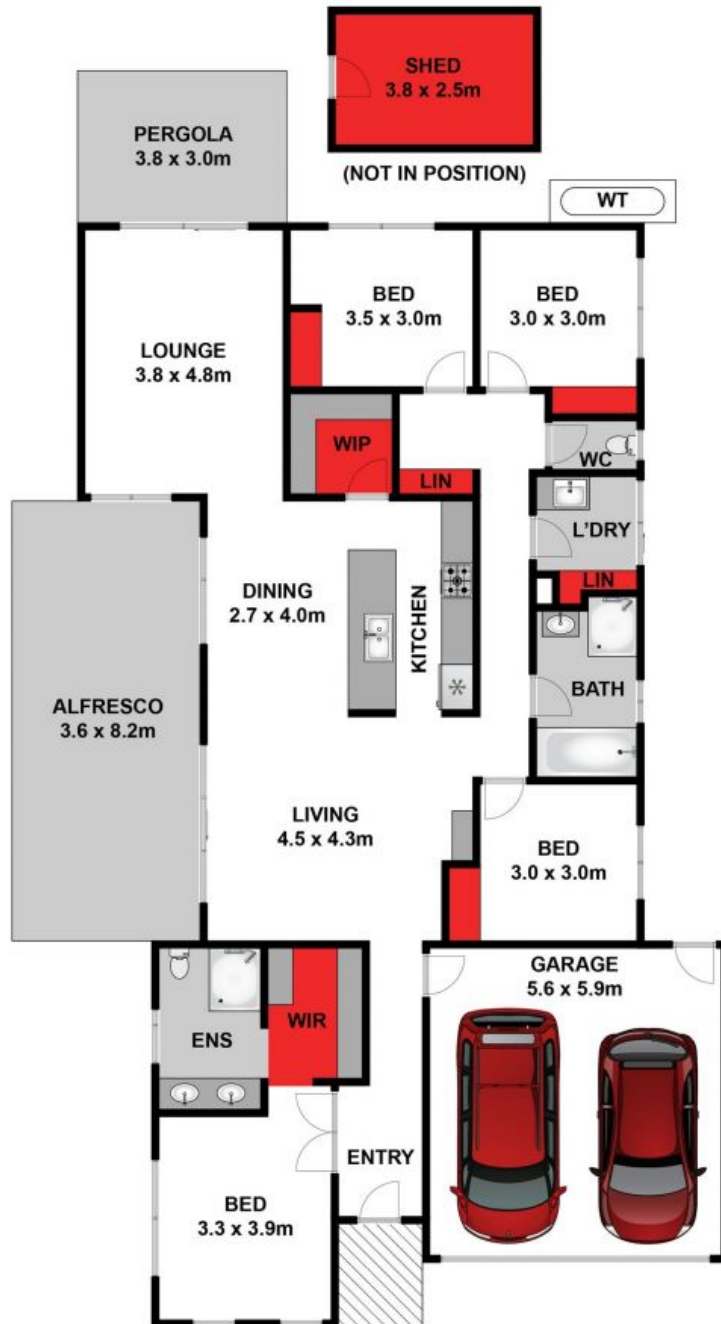 SHED
3.8 x 2.5m
(NOT IN POSITION)
PERGOLA
3.8 x 3.0m
WT
BED
3.5 x 3.0m
BED
3.0 x 3.0m
LOUNGE
3.8 x 4.8m
WIP
LIN
WC
L'DRY
LIN
DINING
2.7 x 4.0m
KITCHEN
BATH
ALFRESCO
3.6 x 8.2m
LIVING
4.5 x 4.3m
BED
3.0 x 3.0m
GARAGE
5.6 x 5.9m
ENS
WIR
ENTRY
BED
3.3 x 3.9m